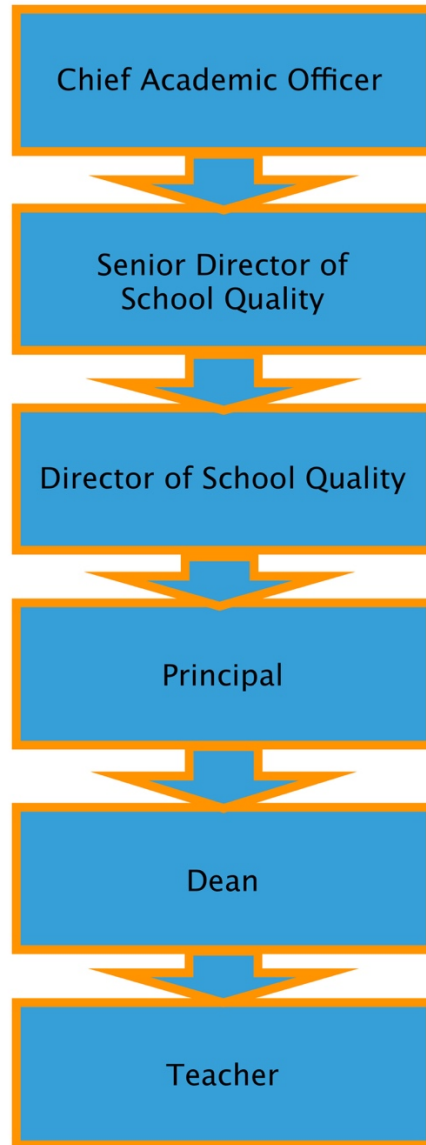 Chief Academic Officer
Senior Director of
School Quality
Director of School Quality
Principal
Dean
Teacher